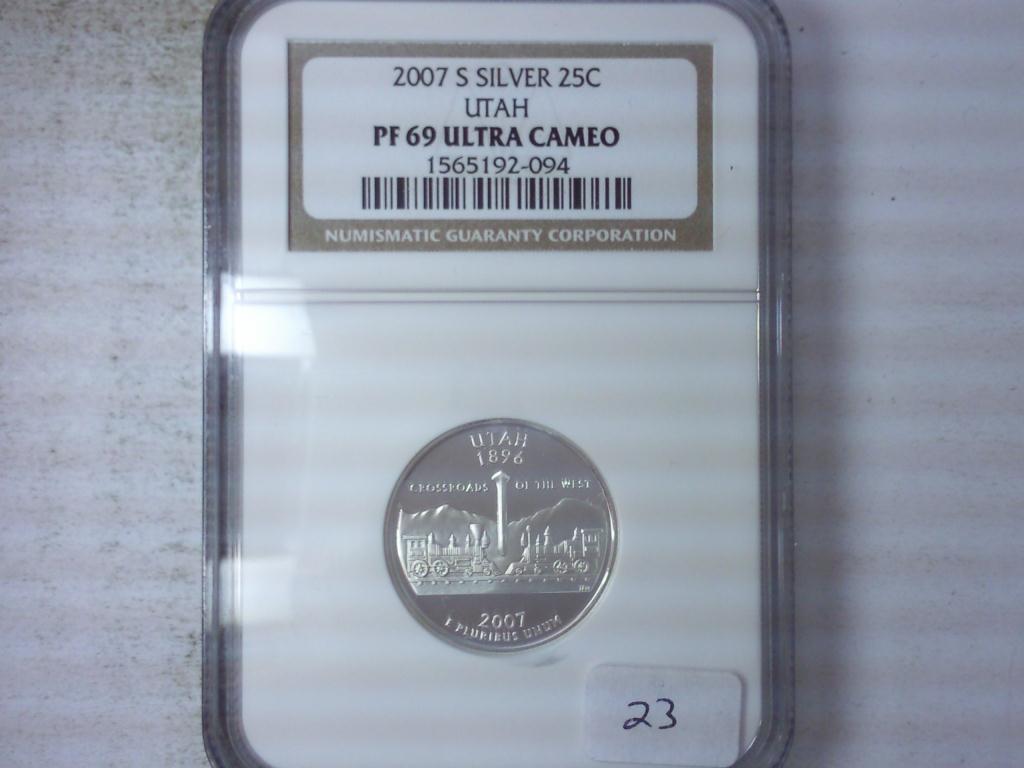 2007 S SILVER 25C
UTAH
PF 69 ULTRA CAMEO
1565192-094
NUMISMATIC GUARANTY CORPORATION
UTAH
1896
CROSSROADS OF THE WEST
2007
E PLURIBUS UNUM
23